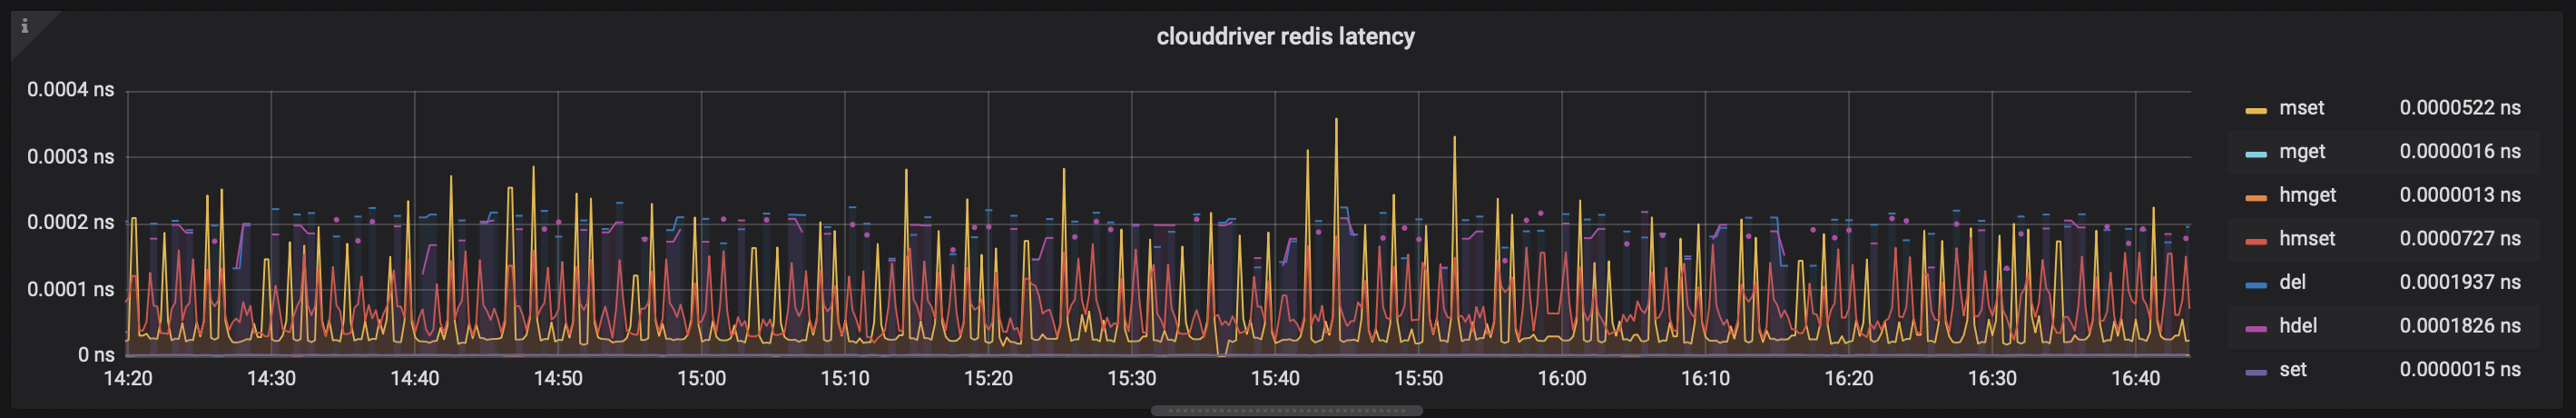 i
clouddriver redis latency
0.0004 ns
0.0003 ns
0.0002 ns
0.0001 ns
0 ns
14:20 14:30 14:40 14:50 15:00 15:10 15:20 15:30 15:40 15:50 16:00 16:10 16:20 16:30 16:40
mset 0.0000522 ns
mget 0.0000016 ns
hmget 0.0000013 ns
hmset 0.0000727 ns
del 0.0001937 ns
hdel 0.0001826 ns
set 0.0000015 ns